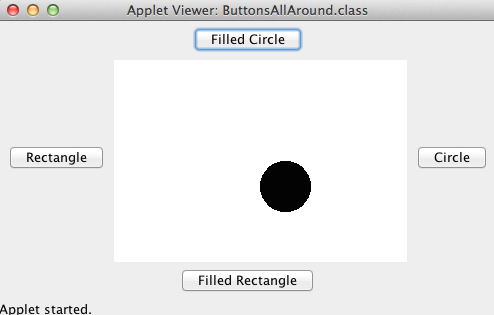 Applet Viewer: ButtonsAllAround.class
Filled Circle
Rectangle
Circle
Filled Rectangle
Applet started.